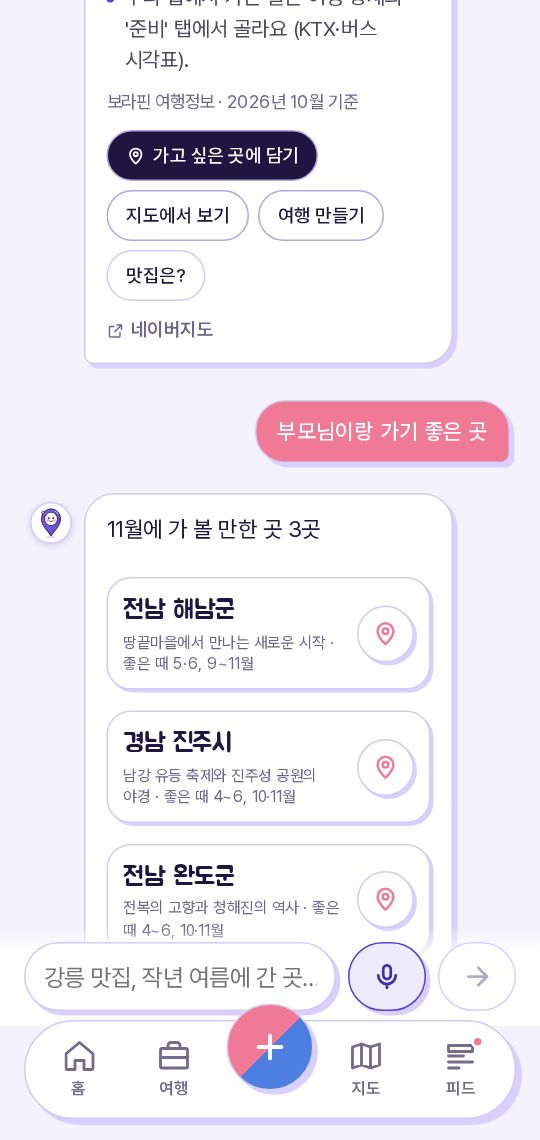 '준비' 탭에서 골라요 (KTX·버스
시각표).
보라핀 여행정보 · 2026년 10월 기준
가고 싶은 곳에 담기
지도에서 보기
여행 만들기
맛집은?
네이버지도
부모님이랑 가기 좋은 곳
11월에 가 볼 만한 곳 3곳
전남 해남군
땅끝마을에서 만나는 새로운 시작 ·
좋은 때 5·6, 9~11월
경남 진주시
남강 유등 축제와 진주성 공원의
야경 · 좋은 때 4~6, 10·11월
전남 완도군
전복의 고향과 청해진의 역사 · 좋은
때 4~6, 10·11월
강릉 맛집, 작년 여름에 간 곳…
홈
여행
지도
피드